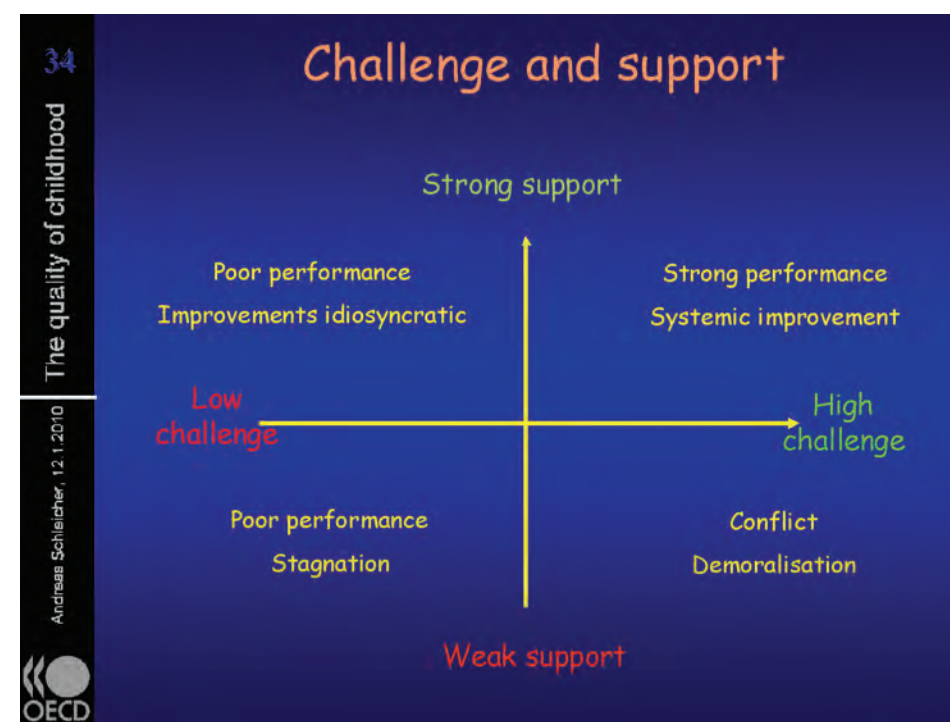 34
The quality of childhood
Andreas Schleicher, 12.1.2010
OECD
Challenge and support
Strong support
Poor performance
Improvements idiosyncratic
Strong performance
Systemic improvement
Low
challenge
High
challenge
Poor performance
Stagnation
Conflict
Demoralisation
Weak support